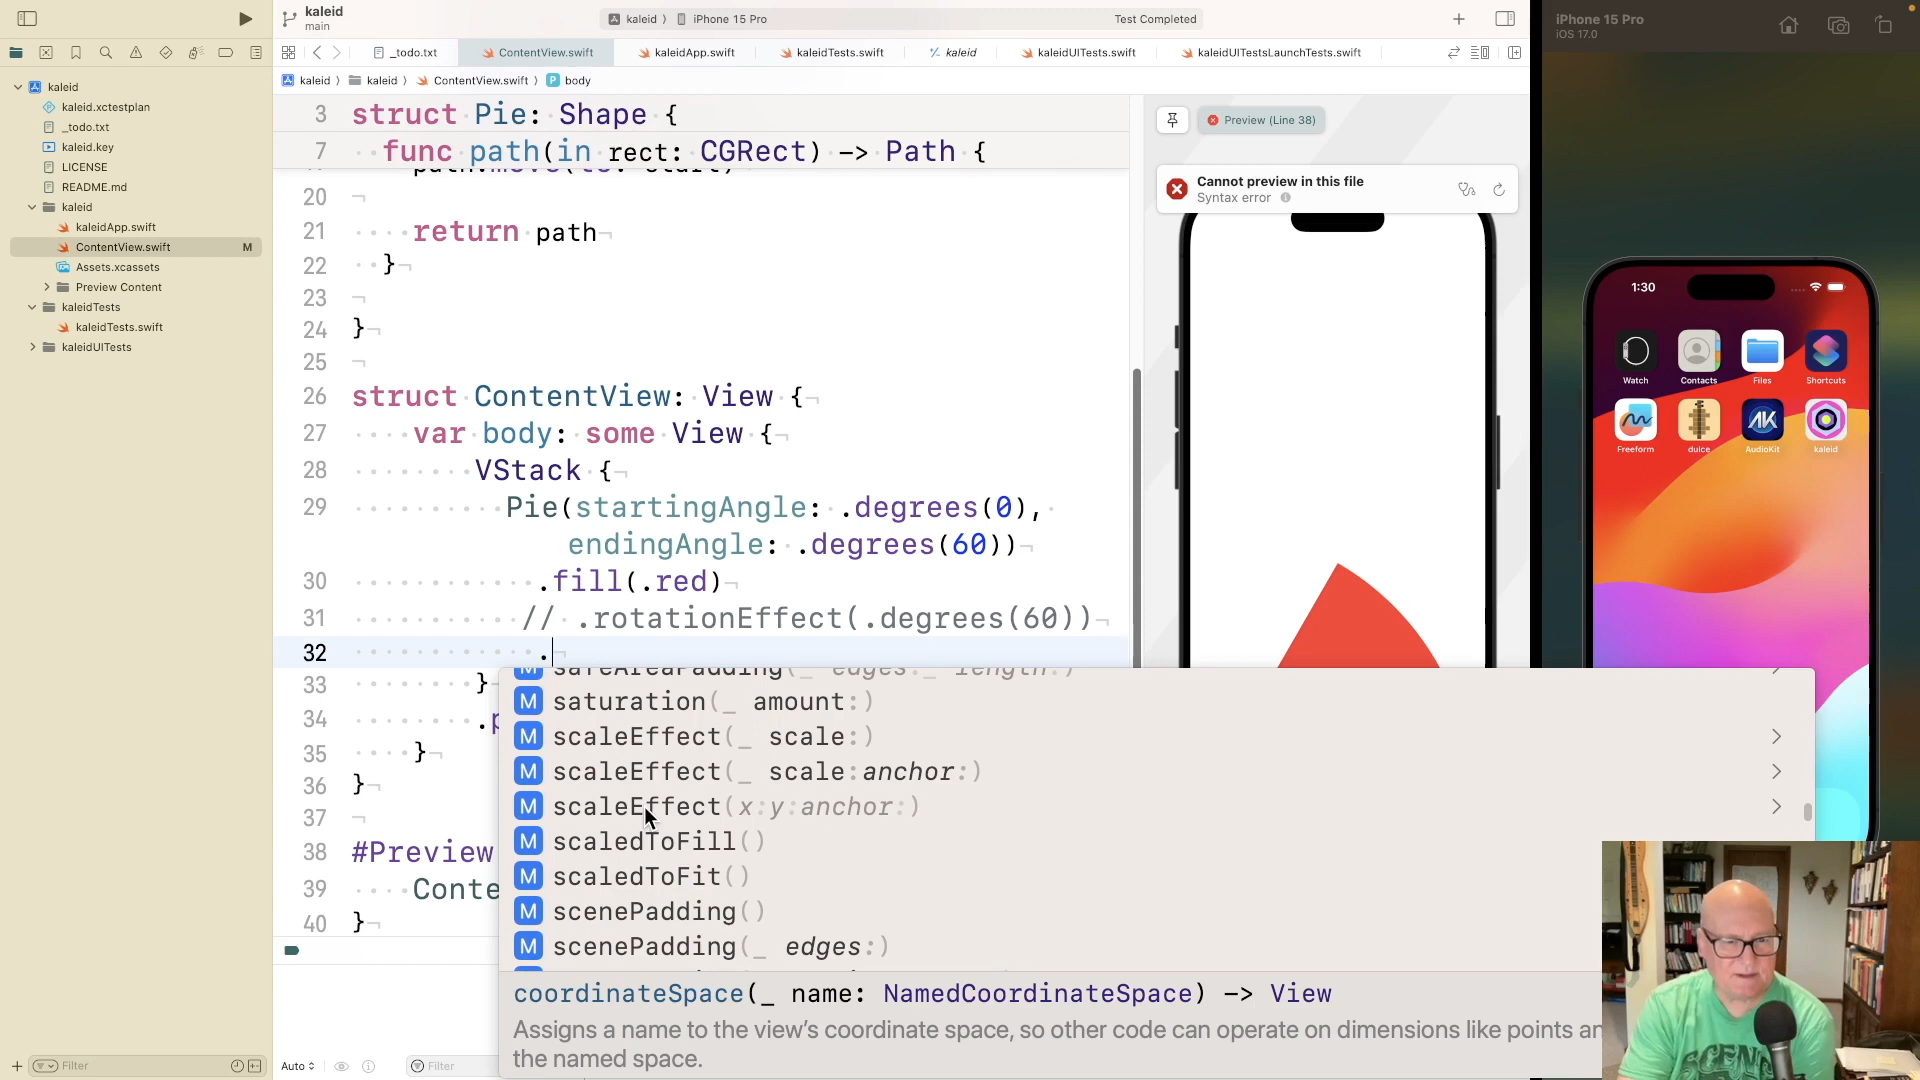 kaleid
main
kaleid
iPhone 15 Pro
Test Completed
_todo.txt
ContentView.swift
kaleidApp.swift
kaleidTests.swift
kaleid
kaleidUITests.swift
kaleidUITestsLaunchTests.swift
kaleid
kaleid
ContentView.swift
P
body
kaleid
kaleid.xctestplan
_todo.txt
kaleid.key
LICENSE
README.md
kaleid
kaleidApp.swift
ContentView.swift
M
Assets.xcassets
Preview Content
kaleidTests
kaleidTests.swift
kaleidUITests
Filter
3 struct Pie: Shape {
7 func path(in rect: CGRect) -> Path {
20
21 return path
22 }
23
24 }
25
26 struct ContentView: View {
27 var body: some View {
28 VStack {
29 Pie(startingAngle: .degrees(0),
endingAngle: .degrees(60))
30 .fill(.red)
31 // .rotationEffect(.degrees(60))
32 .
33 }
34 .p
35 }
36 }
37
38 #Preview
39 Conte
40 }
M safeAreaPadding(_ edges:_ length:)
M saturation(_ amount:)
M scaleEffect(_ scale:)
M scaleEffect(_ scale:anchor:)
M scaleEffect(x:y:anchor:)
M scaledToFill()
M scaledToFit()
M scenePadding()
M scenePadding(_ edges:)
coordinateSpace(_ name: NamedCoordinateSpace) -> View
Assigns a name to the view's coordinate space, so other code can operate on dimensions like points
the named space.
Auto
Filter
Preview (Line 38)
Cannot preview in this file
Syntax error
iPhone 15 Pro
iOS 17.0
1:30
Watch
Contacts
Files
Shortcuts
Freeform
dulce
AK
AudioKit
kaleid